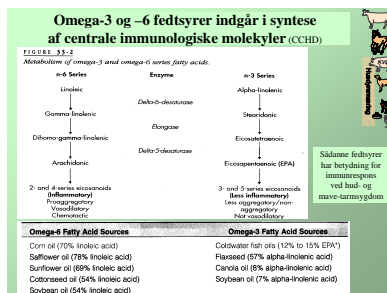 Omega-3 og –6 fedtsyrer indgår i syntese
af centrale immunologiske molekyler (CCHD)
FIGURE 33-2
Metabolism of omega-3 and omega-6 series fatty acids.
n-6 Series Enzyme n-3 Series
Linoleic Alpha-linolenic
Delta-6-desaturase
Gamma-linolenic Stearidonic
Elongase
Dihomo-gamma-linolenic Eicosatetraenoic
Delta-5-desaturase
Arachidonic Eicosapentaenoic (EPA)
2- and 4-series eicosanoids 3- and 5-series eicosanoids
(Inflammatory) (Less inflammatory)
Proaggregatory Less aggregatory/non-
Vasodilatory aggregatory
Chemotactic Not vasodilatory
Sådanne fedtsyrer
har betydning for
immunrespons
ved hud- og
mave-tarmsygdom
Omega-6 Fatty Acid Sources Omega-3 Fatty Acid Sources
Corn oil (70% linoleic acid) Coldwater fish oils (12% to 15% EPA*)
Safflower oil (78% linoleic acid) Flaxseed (57% alpha-linolenic acid)
Sunflower oil (69% linoleic acid) Canola oil (8% alpha-linolenic acid)
Cottonseed oil (54% linoleic acid) Soybean oil (7% alpha-linolenic acid)
Soybean oil (54% linoleic acid)